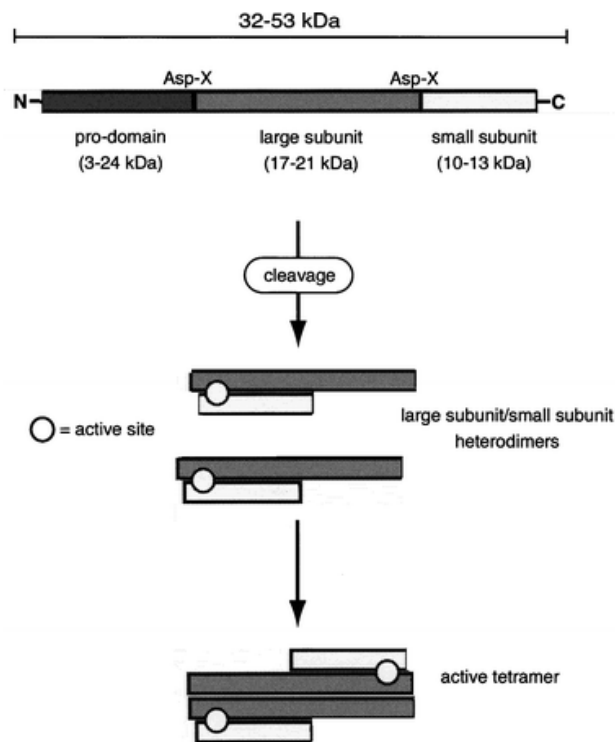 32-53 kDa
Asp-X Asp-X
N C
pro-domain large subunit small subunit
(3-24 kDa) (17-21 kDa) (10-13 kDa)
cleavage
large subunit/small subunit
= active site
heterodimers
active tetramer